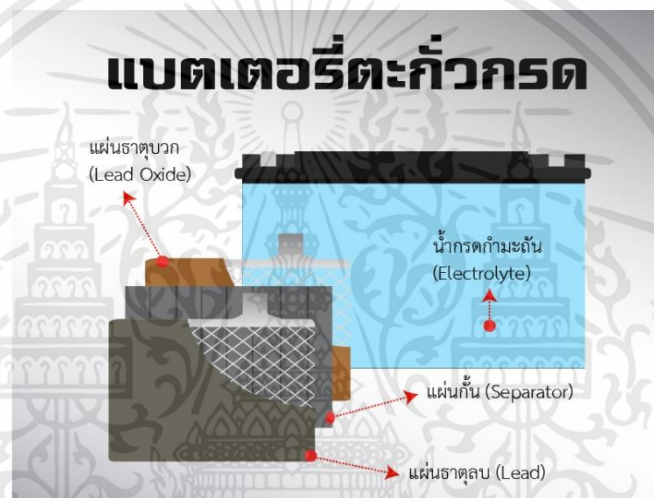 แบตเตอรี่ตะกั่วกรด
แผ่นธาตุบวก
(Lead Oxide)
น้ำกรดกำมะถัน
(Electrolyte)
แผ่นกั้น (Separator)
แผ่นธาตุลบ (Lead)